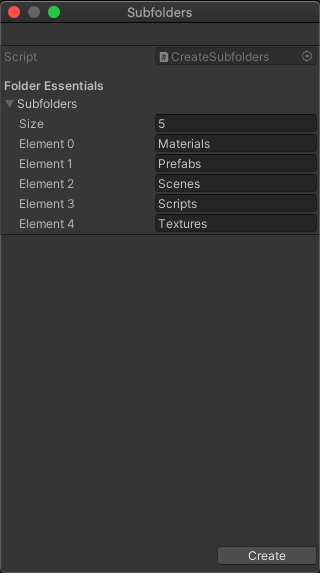 Subfolders
Script CreateSubfolders
Folder Essentials
Subfolders
Size 5
Element 0 Materials
Element 1 Prefabs
Element 2 Scenes
Element 3 Scripts
Element 4 Textures
Create